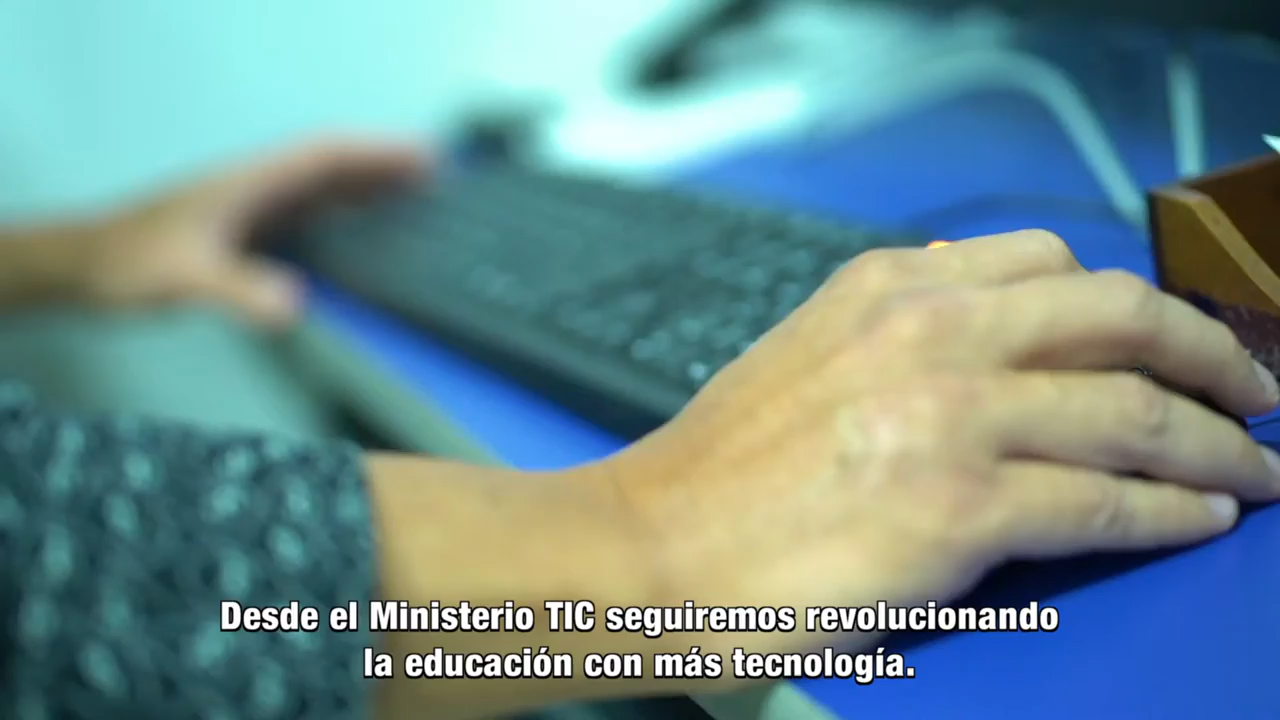 Desde el Ministerio TIC seguiremos revolucionando
la educación con más tecnología.